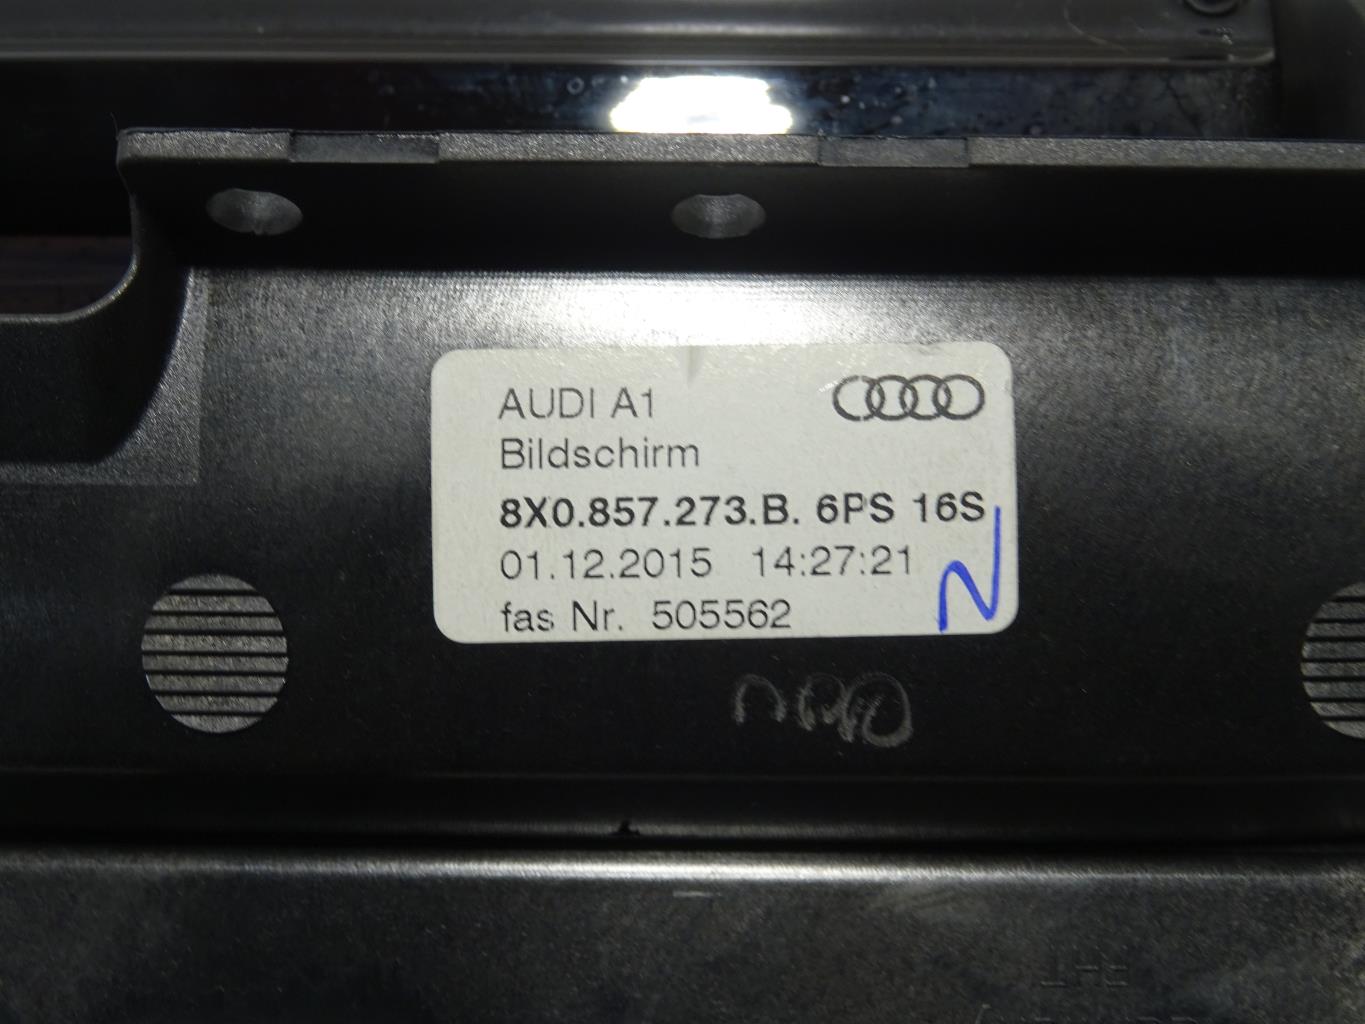 AUDI A1
Bildschirm
8X0.857.273.B. 6PS 16S
01.12.2015 14:27:21
fas Nr. 505562